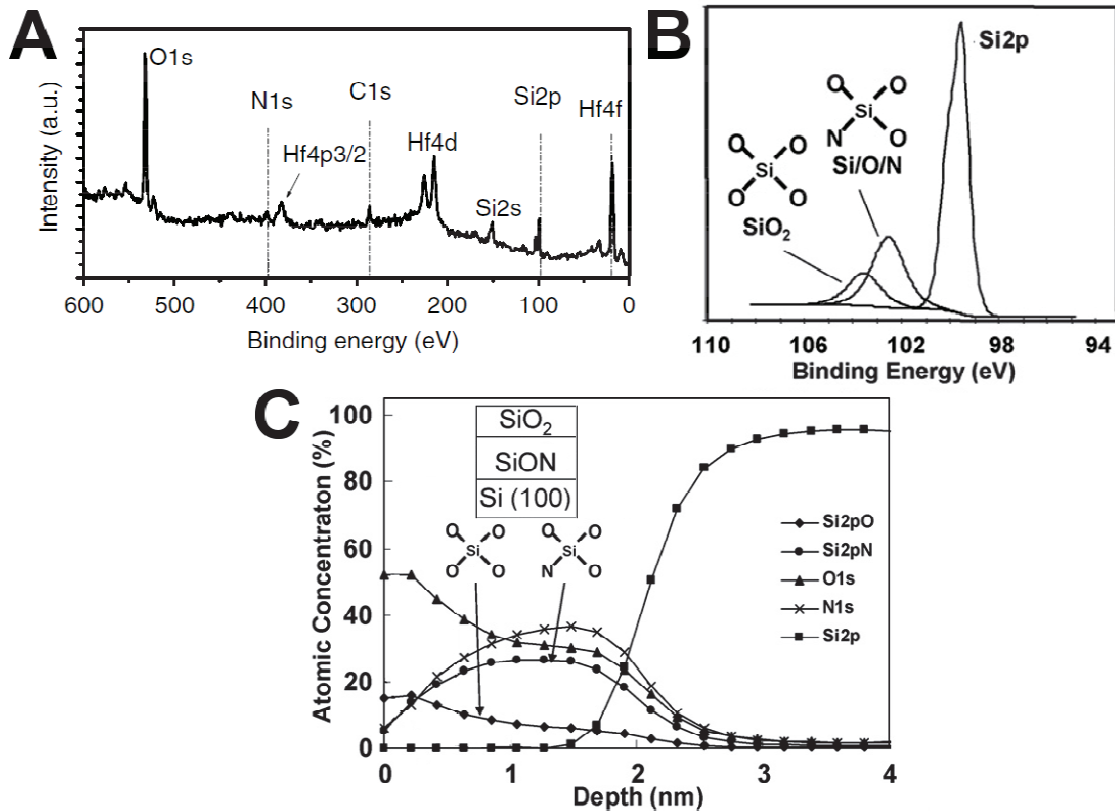 A
Intensity (a.u.)
O1s
N1s
Hf4p3/2
C1s
Hf4d
Si2s
Si2p
Hf4f
600 500 400 300 200 100 0
Binding energy (eV)
B
Si2p
O O
Si
N O
Si/O/N
O O
Si
O O
SiO2
110 106 102 98 94
Binding Energy (eV)
C
Atomic Concentraton (%)
100
80
60
40
20
0
SiO2
SiON
Si (100)
O O
Si
O O
O O
Si
N O
Si2pO
Si2pN
O1s
N1s
Si2p
0 1 2 3 4
Depth (nm)